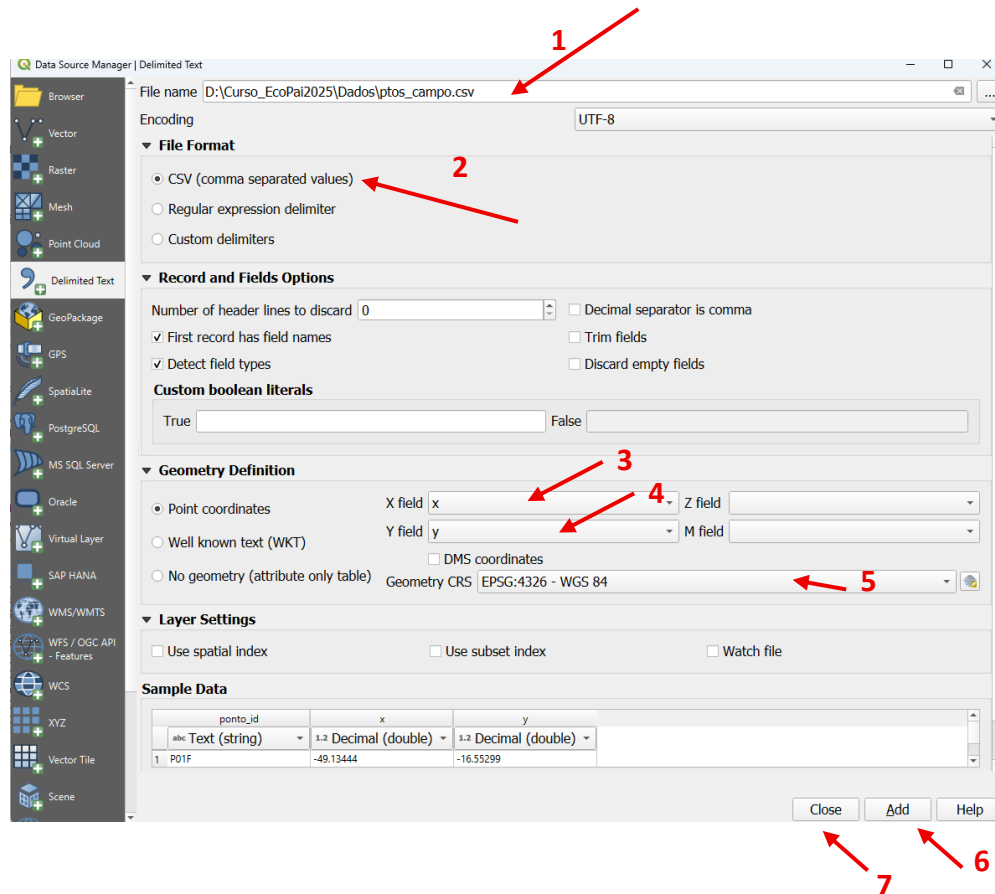 1
Data Source Manager | Delimited Text
Browser
Vector
Raster
Mesh
Point Cloud
Delimited Text
GeoPackage
GPS
SpatiaLite
PostgreSQL
MS SQL Server
Oracle
Virtual Layer
SAP HANA
WMS/WMTS
WFS / OGC API
- Features
WCS
XYZ
Vector Tile
Scene
File name D:\Curso_EcoPai2025\Dados\ptos_campo.csv ...
Encoding UTF-8
File Format
CSV (comma separated values) 2
Regular expression delimiter
Custom delimiters
Record and Fields Options
Number of header lines to discard 0 Decimal separator is comma
First record has field names Trim fields
Detect field types Discard empty fields
Custom boolean literals
True False
Geometry Definition 3
Point coordinates X field x 4 Z field
Y field y M field
Well known text (WKT)
DMS coordinates
No geometry (attribute only table) Geometry CRS EPSG:4326 - WGS 84 5
Layer Settings
Use spatial index Use subset index Watch file
Sample Data
ponto_id x y
abc Text (string) 1.2 Decimal (double) 1.2 Decimal (double)
1 P01F -49.13444 -16.55299
Close Add Help
6
7